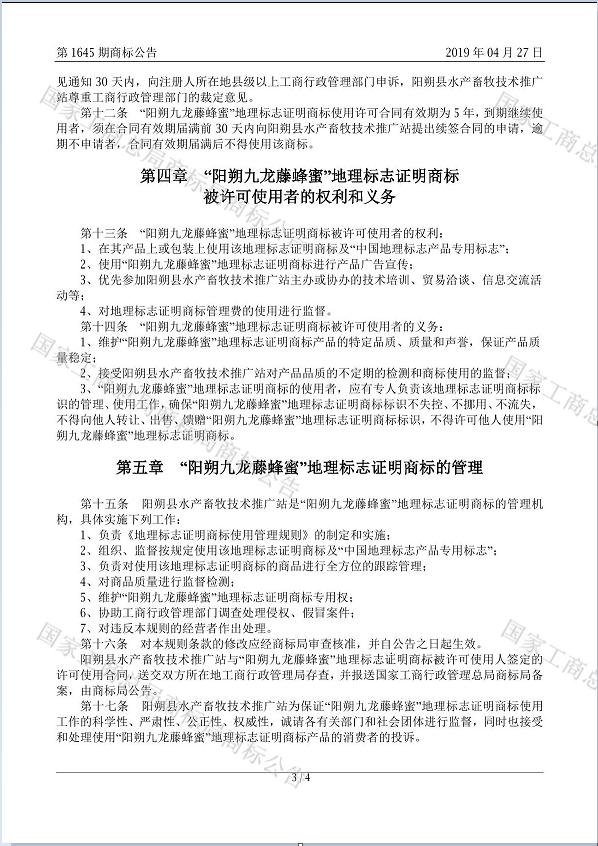 第 1645 期商标公告 2019 年 04 月 27 日
见通知 30 天内，向注册人所在地县级以上工商行政管理部门申诉，阳朔县水产畜牧技术推广
站尊重工商行政管理部门的裁定意见。
第十二条 “阳朔九龙藤蜂蜜”地理标志证明商标使用许可合同有效期为 5 年，到期继续使
用者，须在合同有效期届满前 30 天内向阳朔县水产畜牧技术推广站提出续签合同的申请，逾
期不申请者，合同有效期届满后不得使用该商标。
第四章 “阳朔九龙藤蜂蜜”地理标志证明商标
被许可使用者的权利和义务
第十三条 “阳朔九龙藤蜂蜜”地理标志证明商标被许可使用者的权利：
1、在其产品上或包装上使用该地理标志证明商标及“中国地理标志产品专用标志”；
2、使用“阳朔九龙藤蜂蜜”地理标志证明商标进行产品广告宣传；
3、优先参加阳朔县水产畜牧技术推广站主办或协办的技术培训、贸易洽谈、信息交流活
动等；
4、对地理标志证明商标管理费的使用进行监督。
第十四条 “阳朔九龙藤蜂蜜”地理标志证明商标被许可使用者的义务：
1、维护“阳朔九龙藤蜂蜜”地理标志证明商标产品的特定品质、质量和声誉，保证产品质
量稳定；
2、接受阳朔县水产畜牧技术推广站对产品品质的不定期的检测和商标使用的监督；
3、“阳朔九龙藤蜂蜜”地理标志证明商标的使用者，应有专人负责该地理标志证明商标标
识的管理、使用工作，确保“阳朔九龙藤蜂蜜”地理标志证明商标标识不失控、不挪用、不流失，
不得向他人转让、出售、馈赠“阳朔九龙藤蜂蜜”地理标志证明商标标识，不得许可他人使用“阳
朔九龙藤蜂蜜”地理标志证明商标。
第五章 “阳朔九龙藤蜂蜜”地理标志证明商标的管理
第十五条 阳朔县水产畜牧技术推广站是“阳朔九龙藤蜂蜜”地理标志证明商标的管理机
构，具体实施下列工作：
1、负责《地理标志证明商标使用管理规则》的制定和实施；
2、组织、监督按规定使用该地理标志证明商标及“中国地理标志产品专用标志”；
3、负责对使用该地理标志证明商标的商品进行全方位的跟踪管理；
4、对商品质量进行监督检测；
5、维护“阳朔九龙藤蜂蜜”地理标志证明商标专用权；
6、协助工商行政管理部门调查处理侵权、假冒案件；
7、对违反本规则的经营者作出处理。
第十六条 对本规则条款的修改应经商标局审查核准，并自公告之日起生效。
阳朔县水产畜牧技术推广站与“阳朔九龙藤蜂蜜”地理标志证明商标被许可使用人签定的
许可使用合同，送交双方所在地工商行政管理局存查，并报送国家工商行政管理总局商标局备
案，由商标局公告。
第十七条 阳朔县水产畜牧技术推广站为保证“阳朔九龙藤蜂蜜”地理标志证明商标使用
工作的科学性、严肃性、公正性、权威性，诚请各有关部门和社会团体进行监督，同时也接受
和处理使用“阳朔九龙藤蜂蜜”地理标志证明商标产品的消费者的投诉。
3 / 4